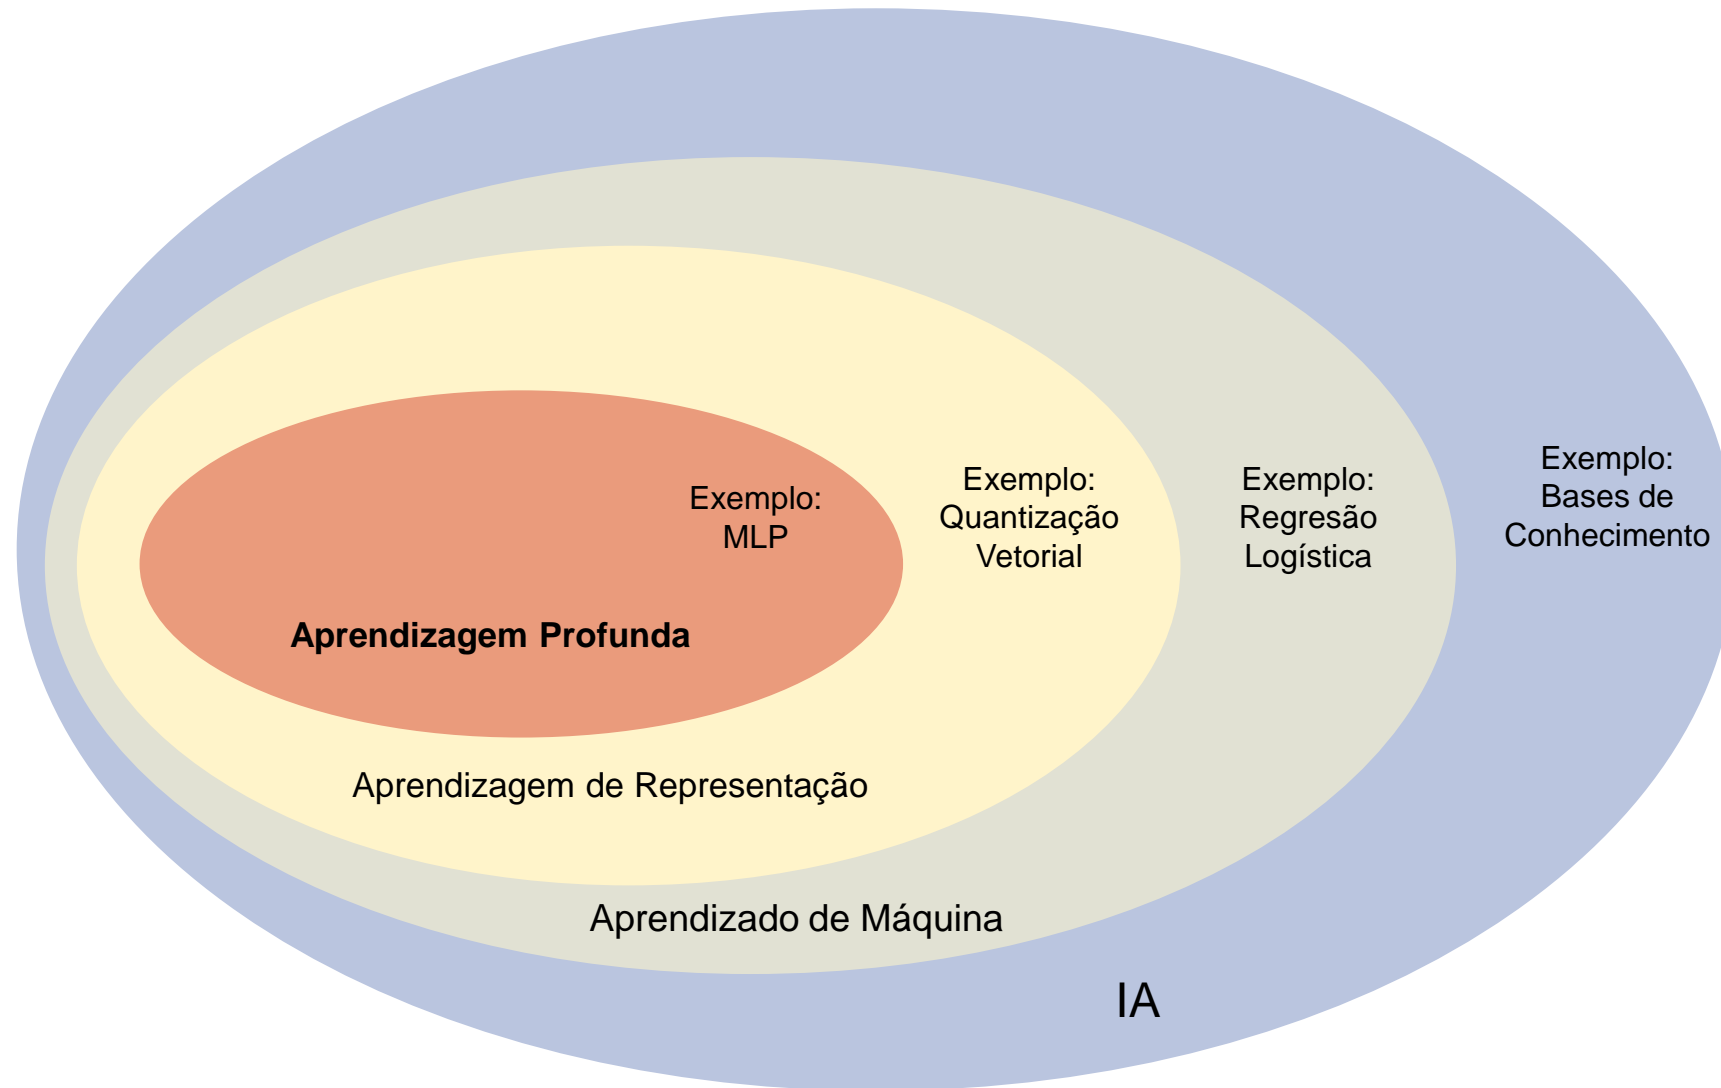 Exemplo:
MLP
Aprendizagem Profunda
Exemplo:
Quantização
Vetorial
Aprendizagem de Representação
Exemplo:
Regresão
Logística
Aprendizado de Máquina
Exemplo:
Bases de
Conhecimento
IA